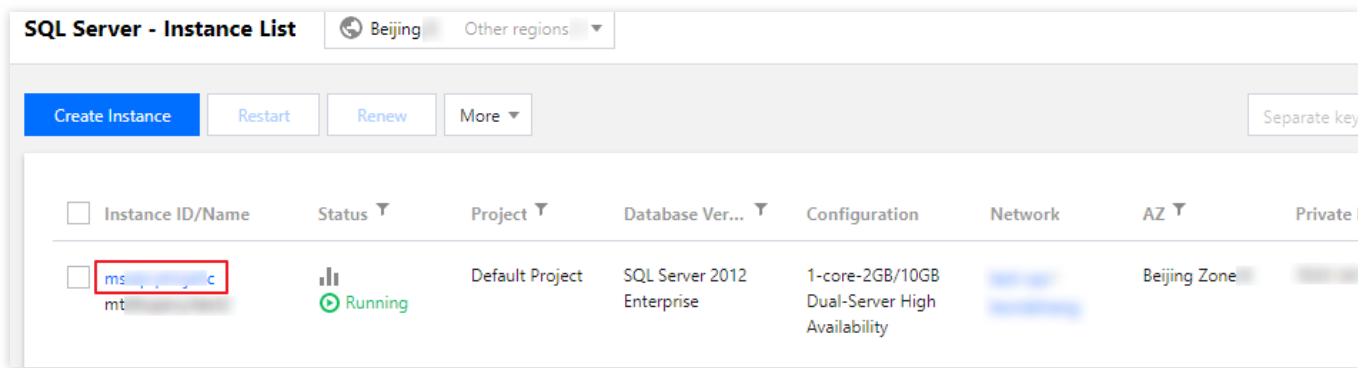 SQL Server - Instance List Beijing Other regions
Create Instance Restart Renew More Separate key
Instance ID/Name Status Project Database Ver... Configuration Network AZ Private
Default Project SQL Server 2012 1-core-2GB/10GB Beijing Zone
Running Enterprise Dual-Server High
Availability